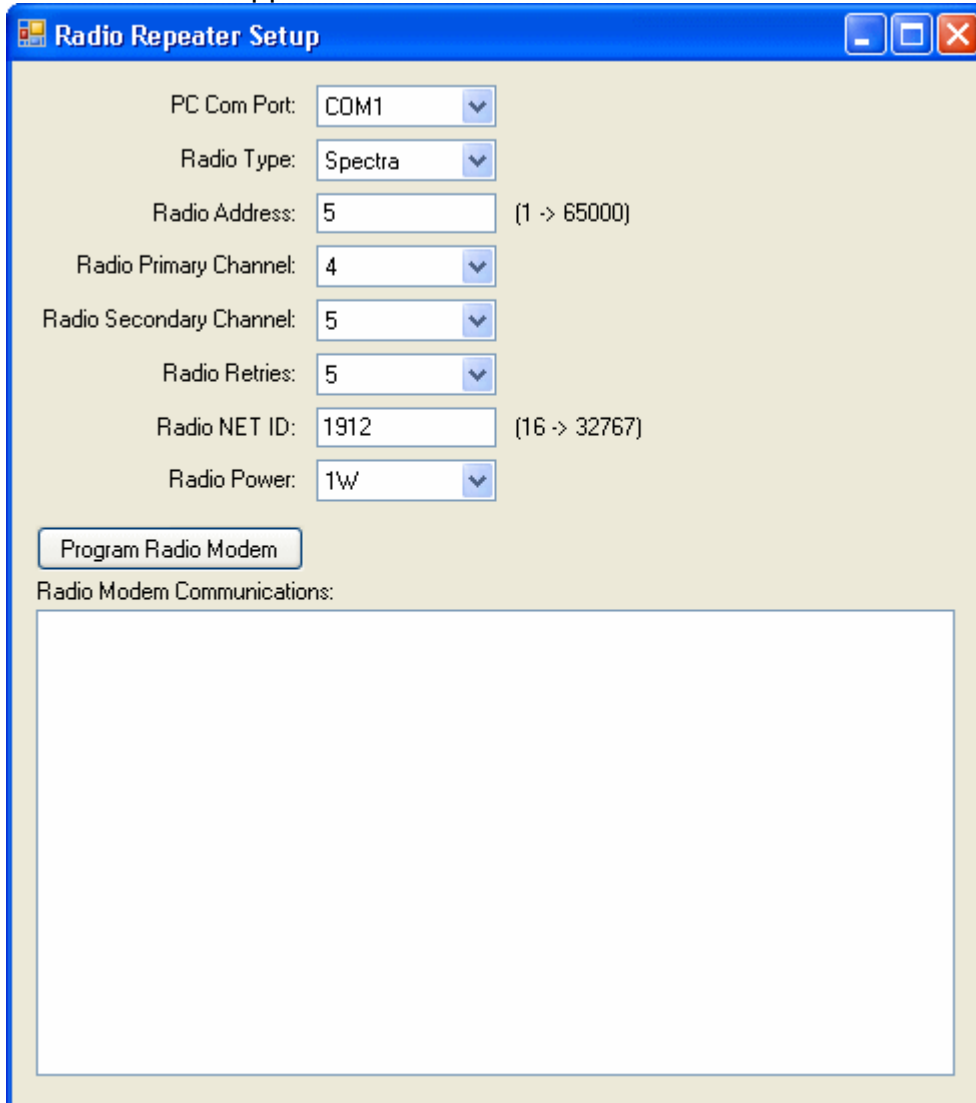 Radio Repeater Setup
PC Com Port: COM1
Radio Type: Spectra
Radio Address: 5 (1 -> 65000)
Radio Primary Channel: 4
Radio Secondary Channel: 5
Radio Retries: 5
Radio NET ID: 1912 (16 -> 32767)
Radio Power: 1W
Program Radio Modem
Radio Modem Communications: